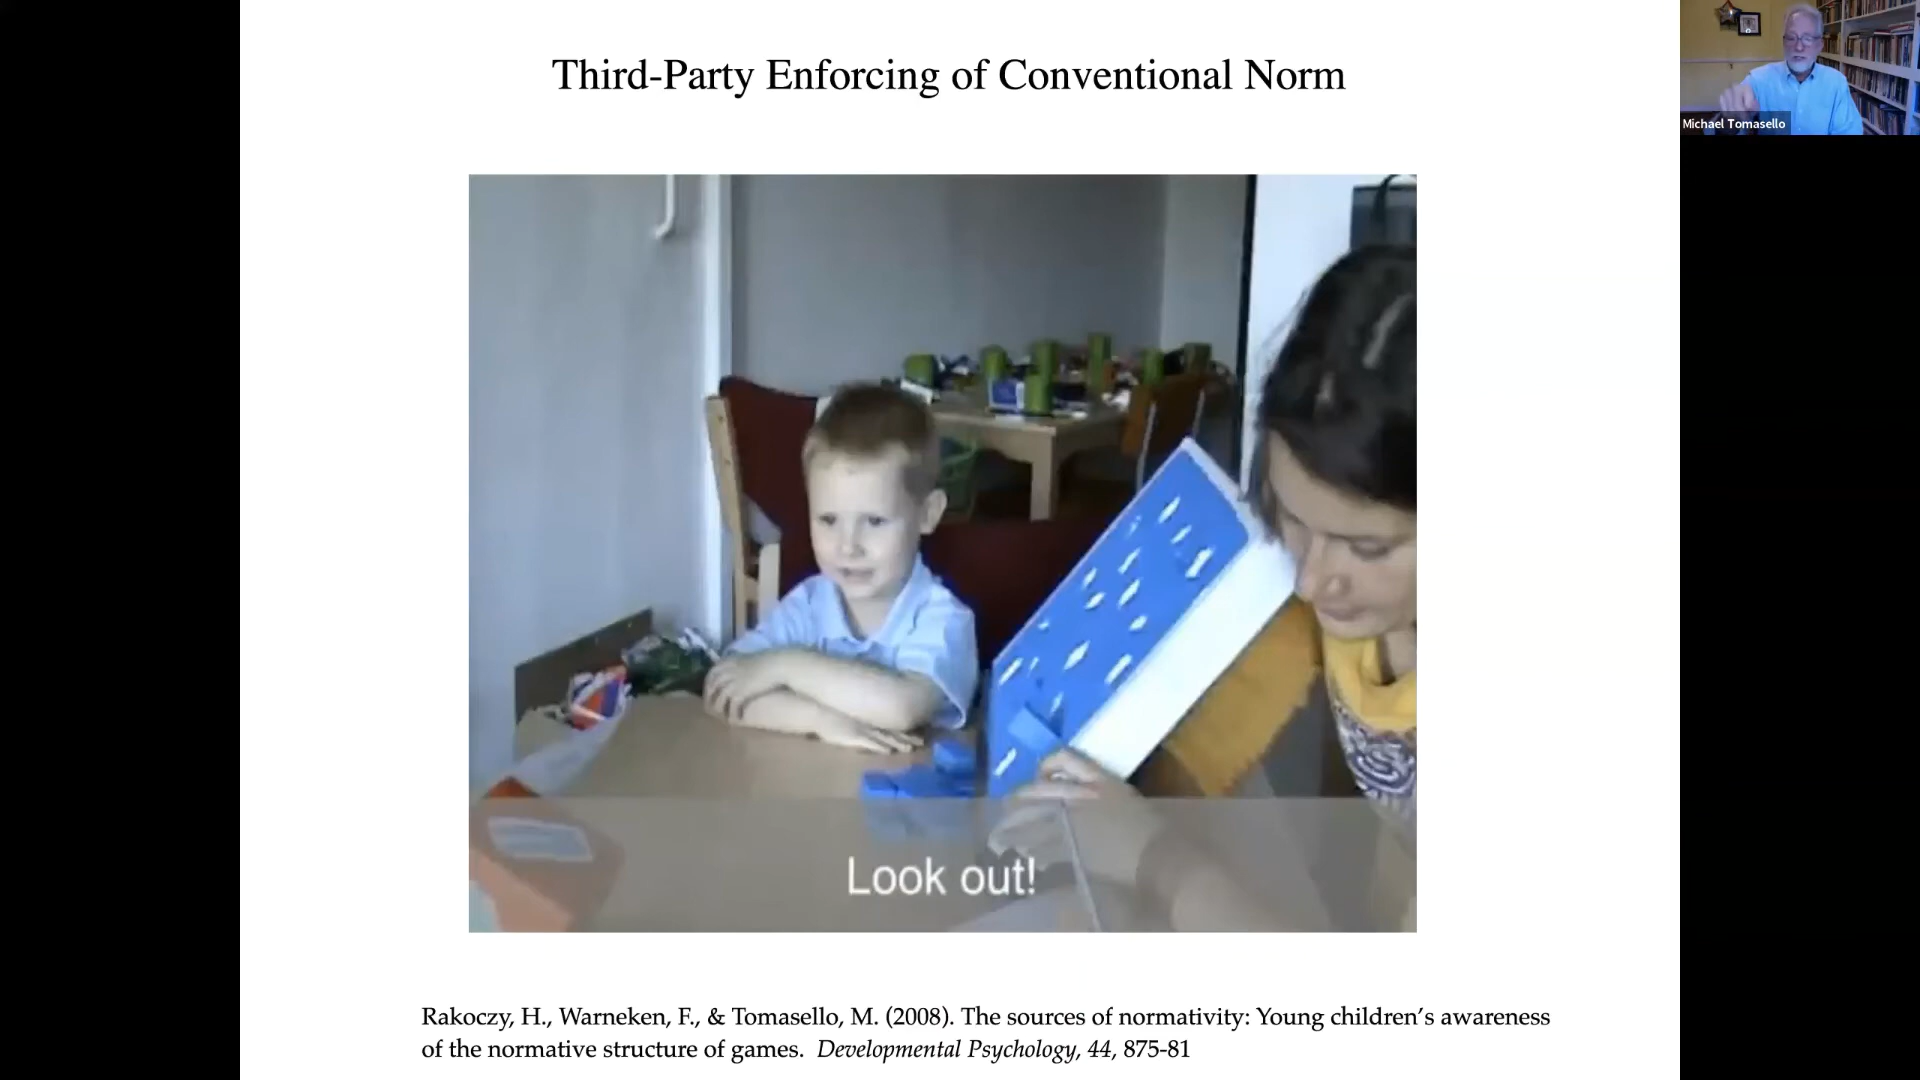 Third-Party Enforcing of Conventional Norm
Michael Tomasello
Look out!
Rakoczy, H., Warneken, F., & Tomasello, M. (2008). The sources of normativity: Young children’s awareness
of the normative structure of games. Developmental Psychology, 44, 875-81